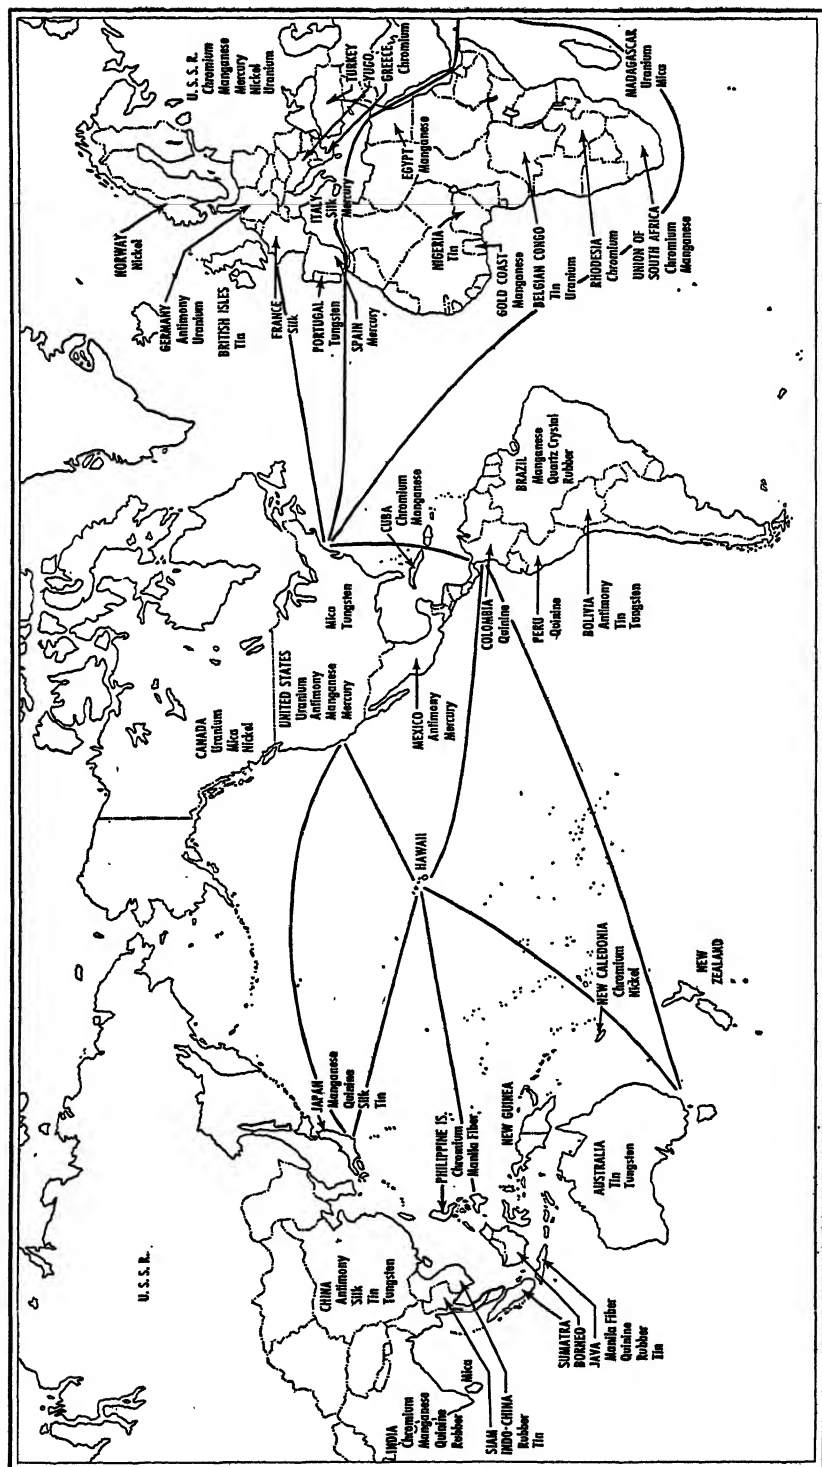 U.S.S.R.
LINDIA
Chromium
Manganese
Quinine
Rubber
Mica
SIAM
INDO-CHINA
Rubber
Tin
CHINA
Antimony
Silk
Tin
Tungsten
SUMATRA
BORNEO
JAVA
Manila Fiber
Quinine
Rubber
Tin
JAPAN
Manganese
Quinine
Silk
Tin
PHILIPPINE IS.
Chromium
Manila Fiber
NEW GUINEA
AUSTRALIA
Tin
Tungsten
NEW CALEDONIA
Chromium
Nickel
NEW
ZEALAND
HAWAII
CANADA
Uranium
Mica
Nickel
UNITED STATES
Uranium
Antimony
Manganese
Mercury
Mica
Tungsten
MEXICO
Antimony
Mercury
CUBA
Chromium
Manganese
COLOMBIA
Quinine
PERU
Quinine
BOLIVIA
Antimony
Tin
Tungsten
BRAZIL
Manganese
Quartz Crystal
Rubber
NORWAY
Nickel
GERMANY
Antimony
Uranium
BRITISH ISLES
Tin
FRANCE
Silk
PORTUGAL
Tungsten
SPAIN
Mercury
ITALY
Silk
Mercury
U.S.S.R.
Chromium
Manganese
Mercury
Nickel
Uranium
TURKEY
YUGO.
GREECE
Chromium
EGYPT
Manganese
NIGERIA
Tin
GOLD COAST
Manganese
BELGIAN CONGO
Tin
Uranium
RHODESIA
Chromium
UNION OF
SOUTH AFRICA
Chromium
Manganese
MADAGASCAR
Uranium
Mica